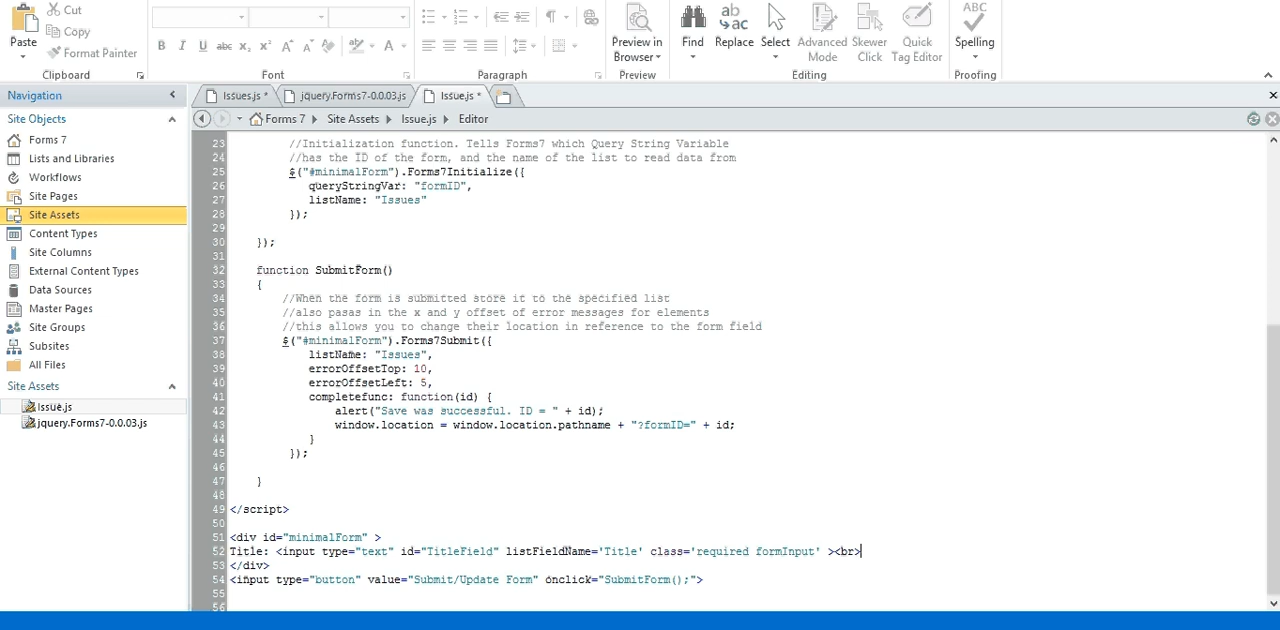 Cut
Copy
Format Painter
Paste
Clipboard
B I U abc X₂ X² A A A
Font
Paragraph
Preview in
Browser
Preview
ab
ac
Find
Replace
Select
Advanced
Mode
Skewer
Click
Quick
Tag Editor
Editing
ABC
Spelling
Proofing
Navigation
Site Objects
Forms 7
Lists and Libraries
Workflows
Site Pages
Site Assets
Content Types
Site Columns
External Content Types
Data Sources
Master Pages
Site Groups
Subsites
All Files
Site Assets
Issue.js
jquery.Forms7-0.0.03.js
Issues.js *
jquery.Forms7-0.0.03.js
Issue.js *
Forms 7 Site Assets Issue.js Editor
23 //Initialization function. Tells Forms7 which Query String Variable
24 //has the ID of the form, and the name of the list to read data from
25 $("#minimalForm").Forms7Initialize({
26 queryStringVar: "formID",
27 listName: "Issues"
28 });
29
30 });
31
32 function SubmitForm()
33 {
34 //When the form is submitted store it to the specified list
35 //also pasas in the x and y offset of error messages for elements
36 //this allows you to change their location in reference to the form field
37 $("#minimalForm").Forms7Submit({
38 listName: "Issues",
39 errorOffsetTop: 10,
40 errorOffsetLeft: 5,
41 completefunc: function(id) {
42 alert("Save was successful. ID = " + id);
43 window.location = window.location.pathname + "?formID=" + id;
44 }
45 });
46
47 }
48
49 </script>
50
51 <div id="minimalForm" >
52 Title: <input type="text" id="TitleField" listFieldName='Title' class='required formInput' ><br>
53 </div>
54 <input type="button" value="Submit/Update Form" onclick="SubmitForm();">
55
56